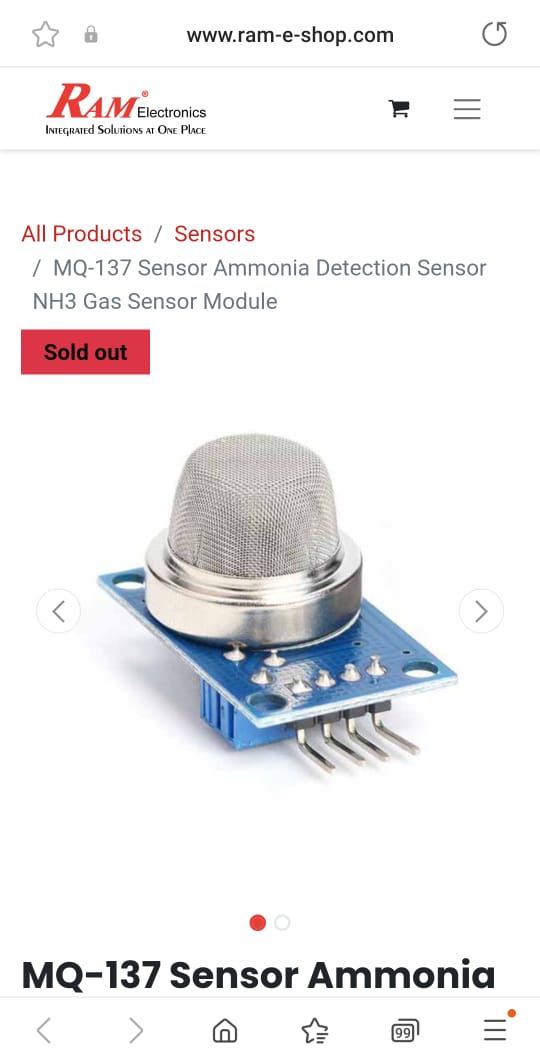 www.ram-e-shop.com
RAM® Electronics
INTEGRATED SOLUTIONS AT ONE PLACE
All Products / Sensors
/ MQ-137 Sensor Ammonia Detection Sensor
NH3 Gas Sensor Module
Sold out
MQ-137 Sensor Ammonia
99